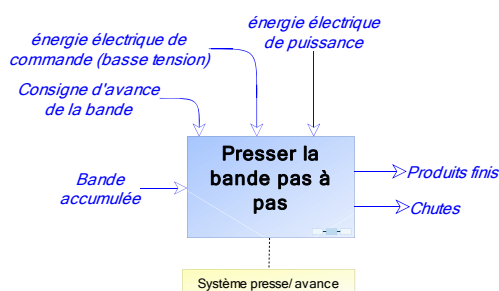 énergie électrique
de puissance
énergie électrique de
commande (basse tension)
Consigne d'avance
de la bande
Presser la
bande pas à
pas
Bande
accumulée
Produits finis
Chutes
Système presse/ avance